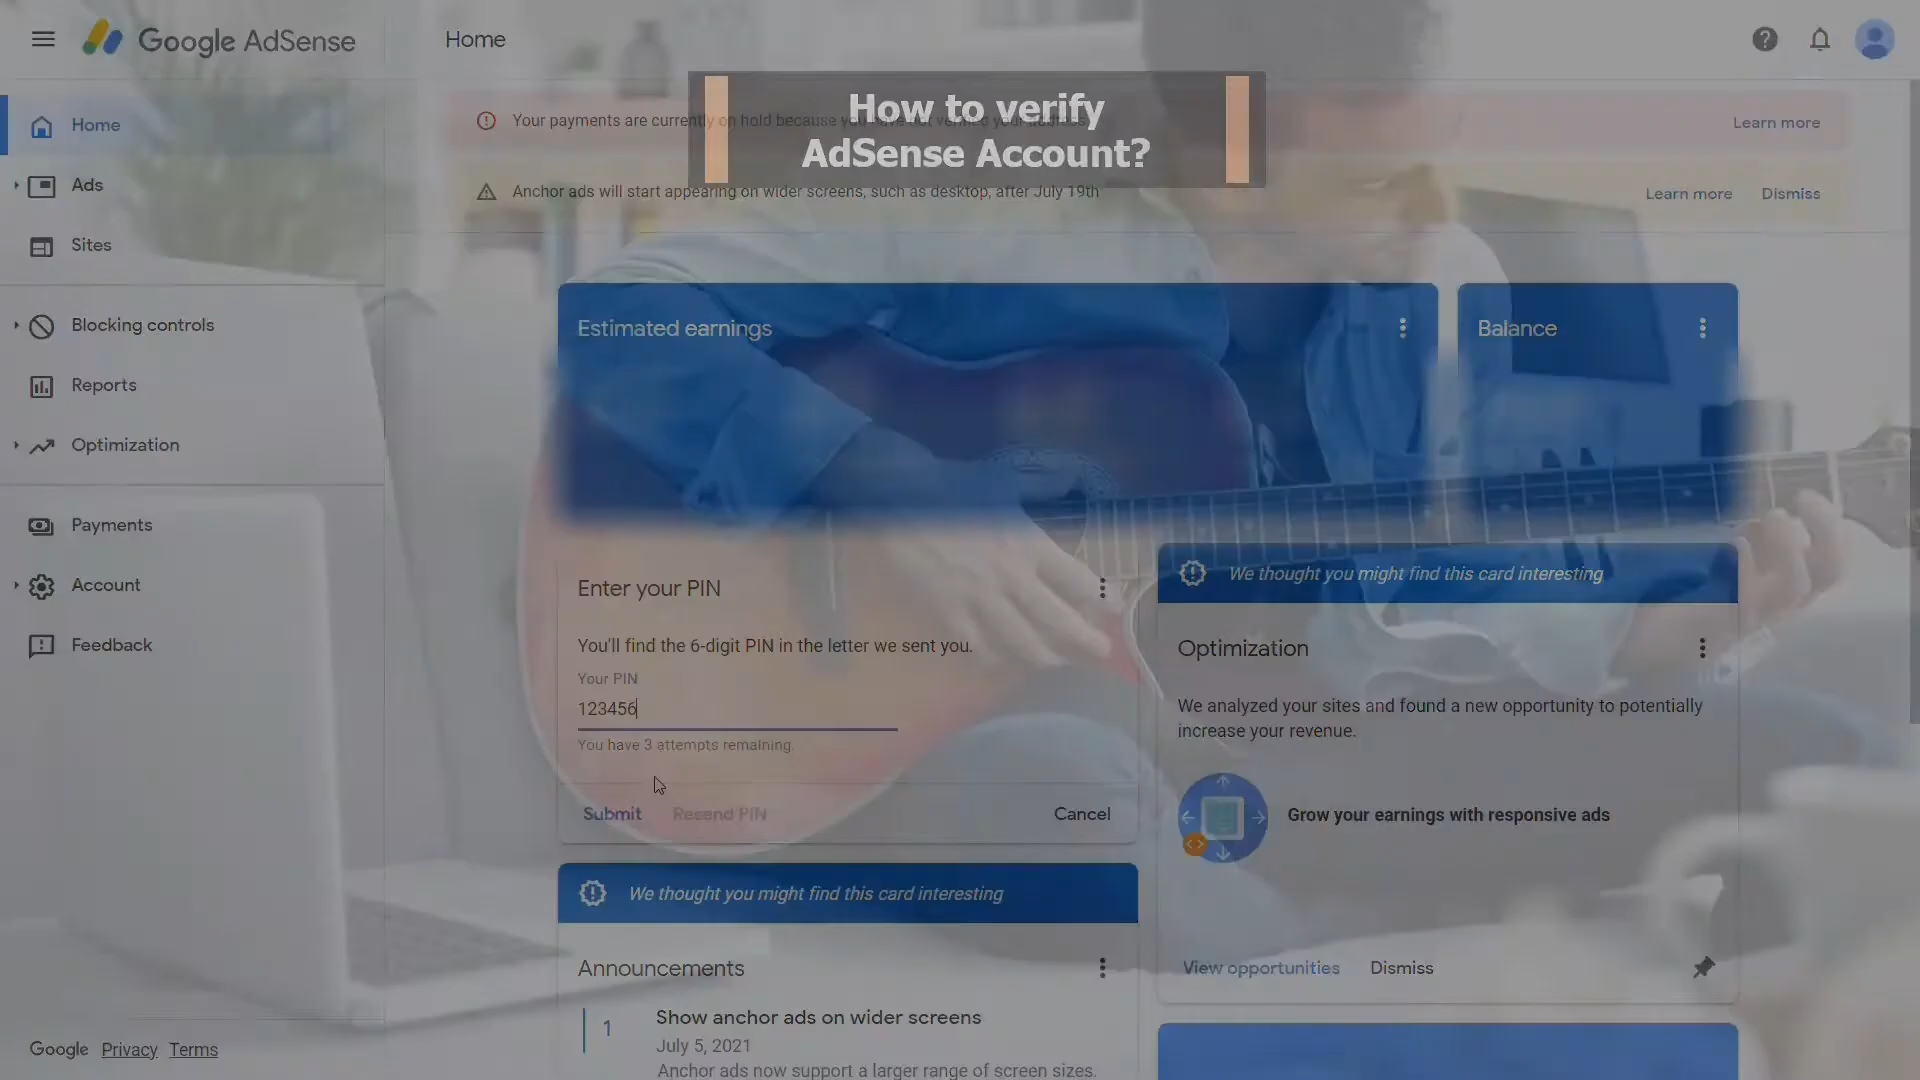 Google AdSense
Home
How to verify
AdSense Account?
Your payments are currently on hold because you have not verified your address.
Learn more
Anchor ads will start appearing on wider screens, such as desktop, after July 19th
Learn more
Dismiss
Home
Ads
Sites
Blocking controls
Reports
Optimization
Payments
Account
Feedback
Estimated earnings
Balance
Enter your PIN
You'll find the 6-digit PIN in the letter we sent you.
Your PIN
123456
You have 3 attempts remaining.
Submit
Resend PIN
Cancel
We thought you might find this card interesting
Optimization
We analyzed your sites and found a new opportunity to potentially
increase your revenue.
Grow your earnings with responsive ads
View opportunities
Dismiss
We thought you might find this card interesting
Announcements
1
Show anchor ads on wider screens
July 5, 2021
Anchor ads now support a larger range of screen sizes.
Google Privacy Terms